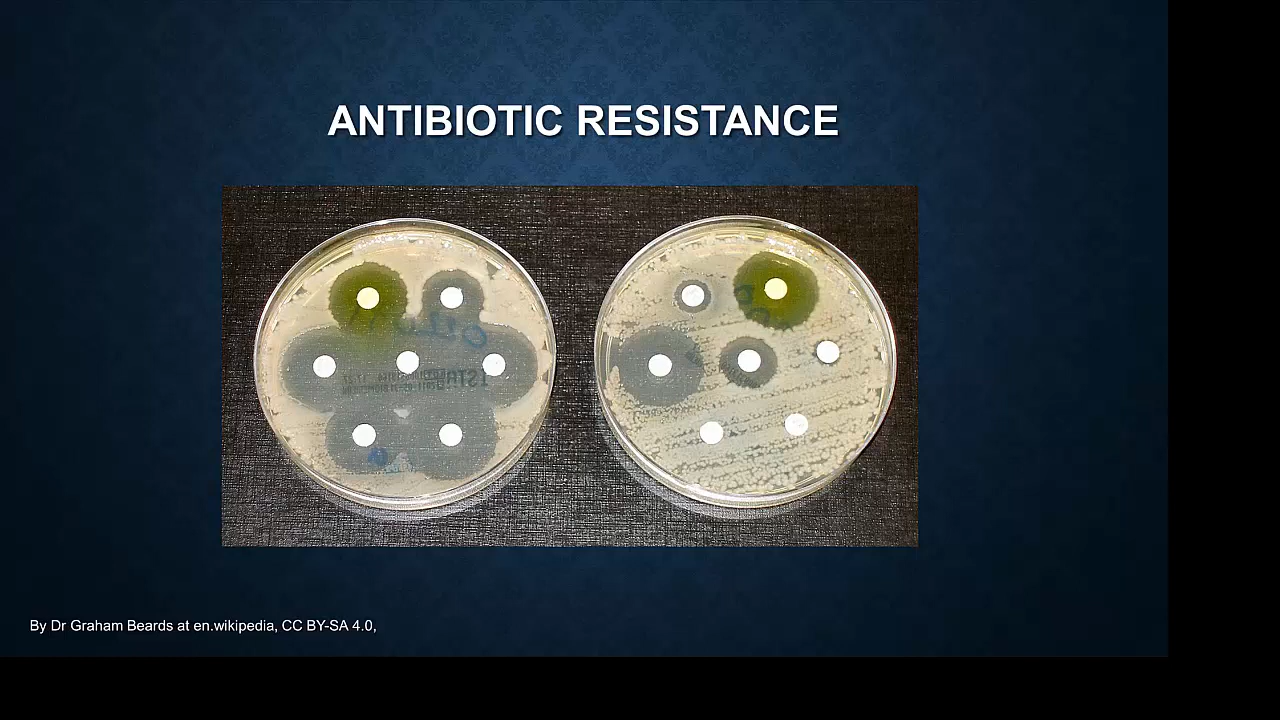 ANTIBIOTIC RESISTANCE
By Dr Graham Beards at en.wikipedia, CC BY-SA 4.0,